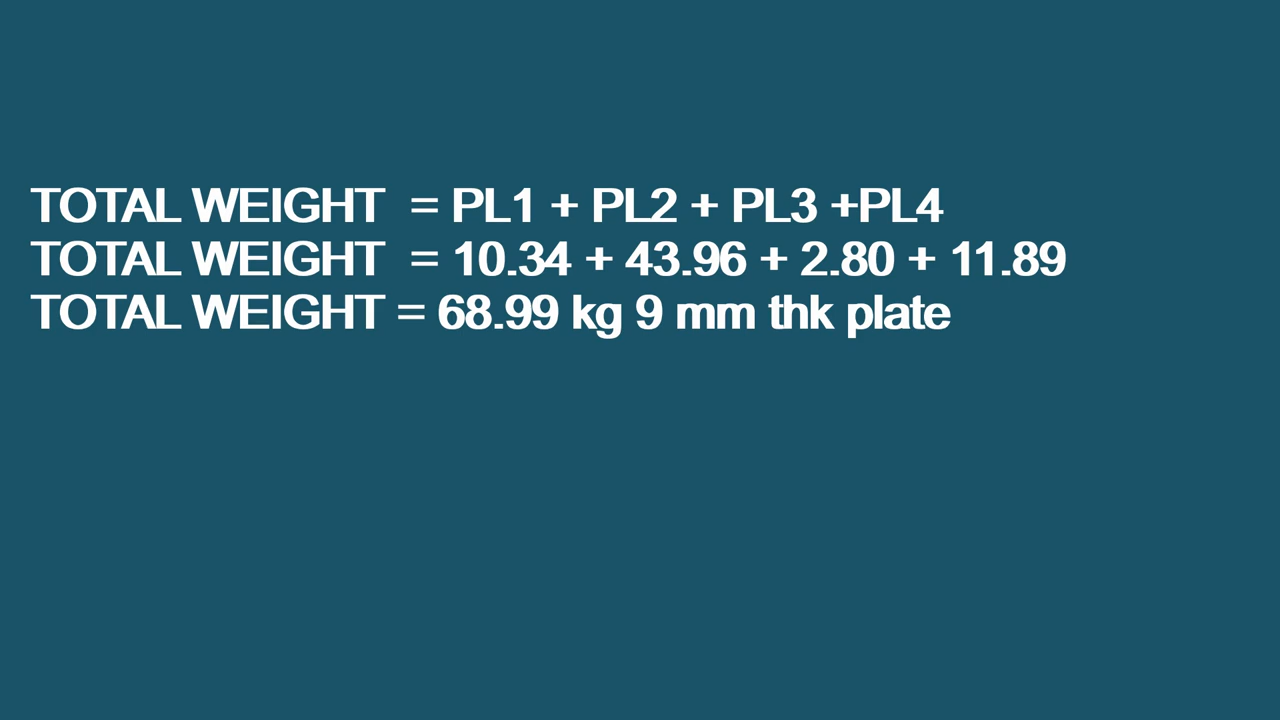 TOTAL WEIGHT = PL1 + PL2 + PL3 +PL4
TOTAL WEIGHT = 10.34 + 43.96 + 2.80 + 11.89
TOTAL WEIGHT = 68.99 kg 9 mm thk plate